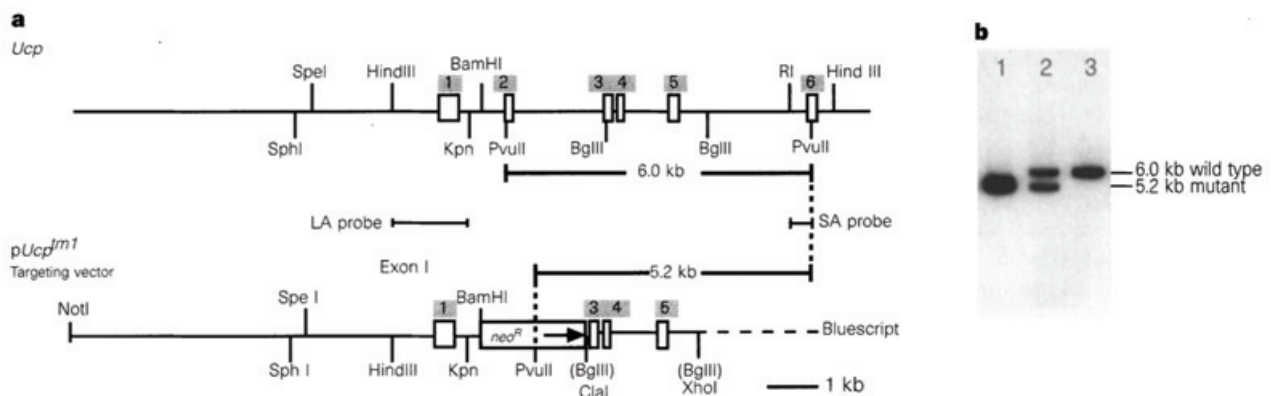 a
Ucp
SpeI HindIII BamHI RI Hind III
1 2 3 4 5 6
SphI Kpn PvuII BglII BglII PvuII
6.0 kb
LA probe SA probe
pUcp^tm1
Targeting vector
Exon I
5.2 kb
NotI Spe I BamHI
1 3 4 5
neo^R
Bluescript
Sph I HindIII Kpn PvuII (BglII) (BglII)
ClaI XhoI
1 kb
b
1 2 3
6.0 kb wild type
5.2 kb mutant